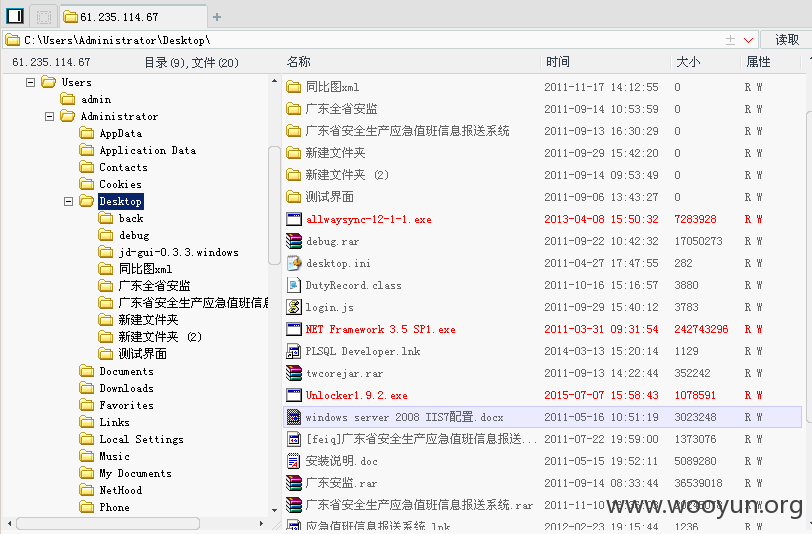 61.235.114.67
C:\Users\Administrator\Desktop\ 读取
61.235.114.67 目录(9),文件(20) 名称 时间 大小 属性
Users
admin
Administrator
AppData
Application Data
Contacts
Cookies
Desktop
back
debug
jd-gui-0.3.3.windows
同比图xml
广东全省安监
广东省安全生产应急值班信息
新建文件夹
新建文件夹 (2)
测试界面
Documents
Downloads
Favorites
Links
Local Settings
Music
My Documents
NetHood
Phone
同比图xml 2011-11-17 14:12:55 0 R W
广东全省安监 2011-09-14 10:53:59 0 R W
广东省安全生产应急值班信息报送系统 2011-09-13 16:30:29 0 R W
新建文件夹 2011-09-29 15:42:20 0 R W
新建文件夹 (2) 2011-09-14 09:53:49 0 R W
测试界面 2011-09-06 13:43:27 0 R W
allwaysync-12-1-1.exe 2013-04-08 15:50:32 7283928 R W
debug.rar 2011-09-22 10:42:32 17050273 R W
desktop.ini 2011-04-27 17:47:55 282 R W
DutyRecord.class 2011-10-16 15:16:57 3880 R W
login.js 2011-09-29 15:40:12 3783 R W
NET Framework 3.5 SP1.exe 2011-03-31 09:31:54 242743296 R W
PLSQL Developer.lnk 2014-03-13 15:20:14 1129 R W
twcorejar.rar 2011-09-13 14:22:44 352242 R W
Unlocker1.9.2.exe 2015-07-07 15:58:43 1078591 R W
windows server 2008 IIS7配置.docx 2011-05-16 10:51:19 3023248 R W
[feiq]广东省安全生产应急值班信息报送... 2011-07-22 19:59:00 1373076 R W
安装说明.doc 2011-05-15 19:52:11 5089280 R W
广东安监.rar 2011-09-14 08:33:44 36539018 R W
广东省安全生产应急值班信息报送系统.rar 2011-11-10 R W
应急值班信息报送系统.lnk 2012-02-23 19:15:44 1236 R W
www.wooyun.org